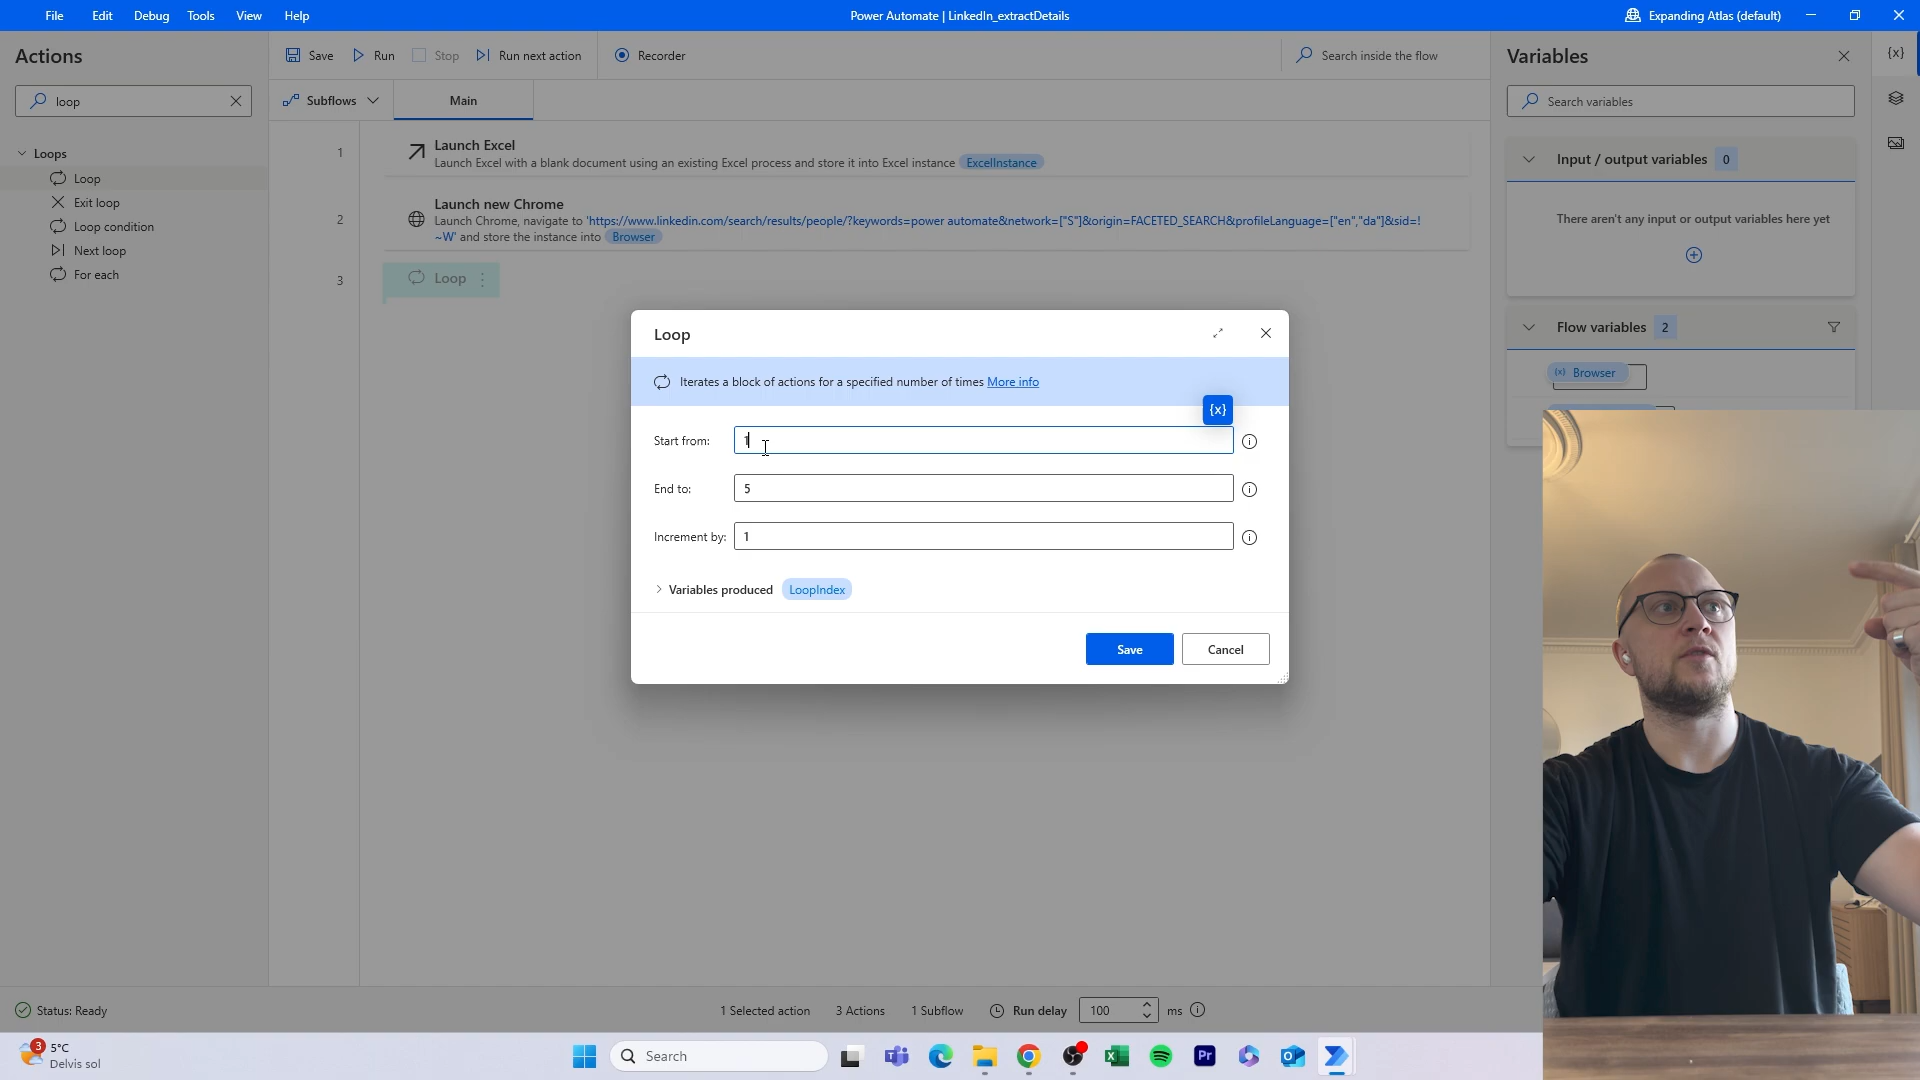 File Edit Debug Tools View Help
Power Automate | LinkedIn_extractDetails
Expanding Atlas (default)
Actions
loop
Loops
Loop
Exit loop
Loop condition
Next loop
For each
Save Run Stop Run next action Recorder
Search inside the flow
Subflows Main
1
Launch Excel
Launch Excel with a blank document using an existing Excel process and store it into Excel instance ExcelInstance
2
Launch new Chrome
Launch Chrome, navigate to 'https://www.linkedin.com/search/results/people/?keywords=power automate&network=["S"]&origin=FACETED_SEARCH&profileLanguage=["en","da"]&sid=!
~W' and store the instance into Browser
3
Loop
Loop
Iterates a block of actions for a specified number of times More info
{x}
Start from: 1
End to: 5
Increment by: 1
Variables produced LoopIndex
Save Cancel
Variables
{x}
Search variables
Input / output variables 0
There aren't any input or output variables here yet
Flow variables 2
(x) Browser
Status: Ready
1 Selected action 3 Actions 1 Subflow Run delay 100 ms
3
5°C
Delvis sol
Search
Pr